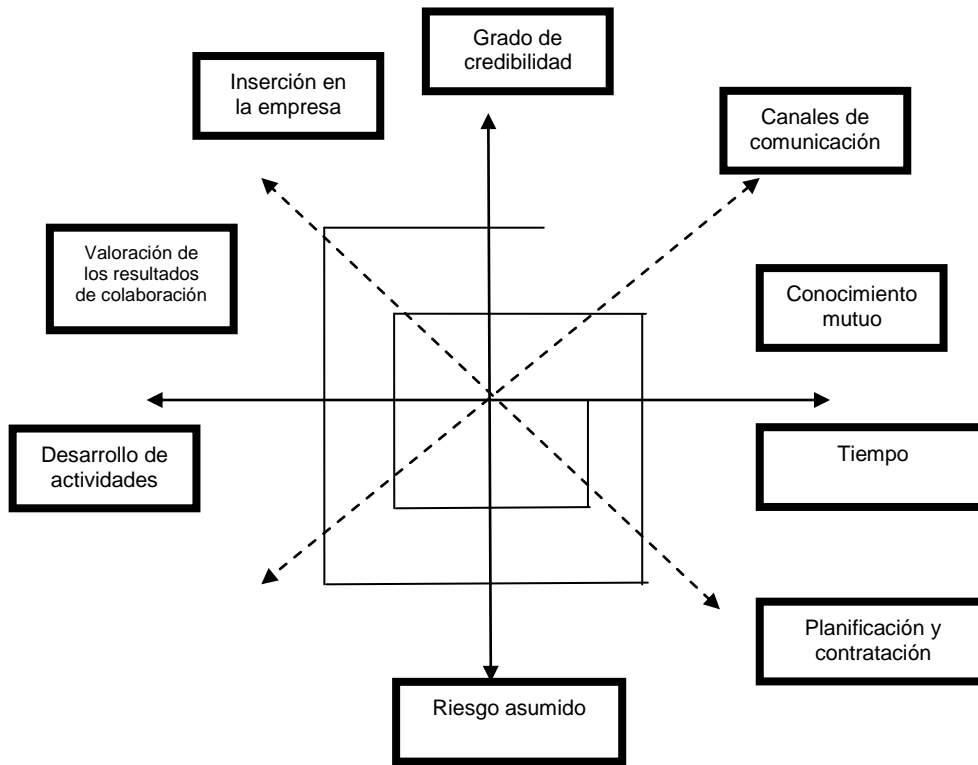 Grado de
credibilidad
Inserción en
la empresa
Canales de
comunicación
Valoración de
los resultados
de colaboración
Conocimiento
mutuo
Desarrollo de
actividades
Tiempo
Planificación y
contratación
Riesgo asumido